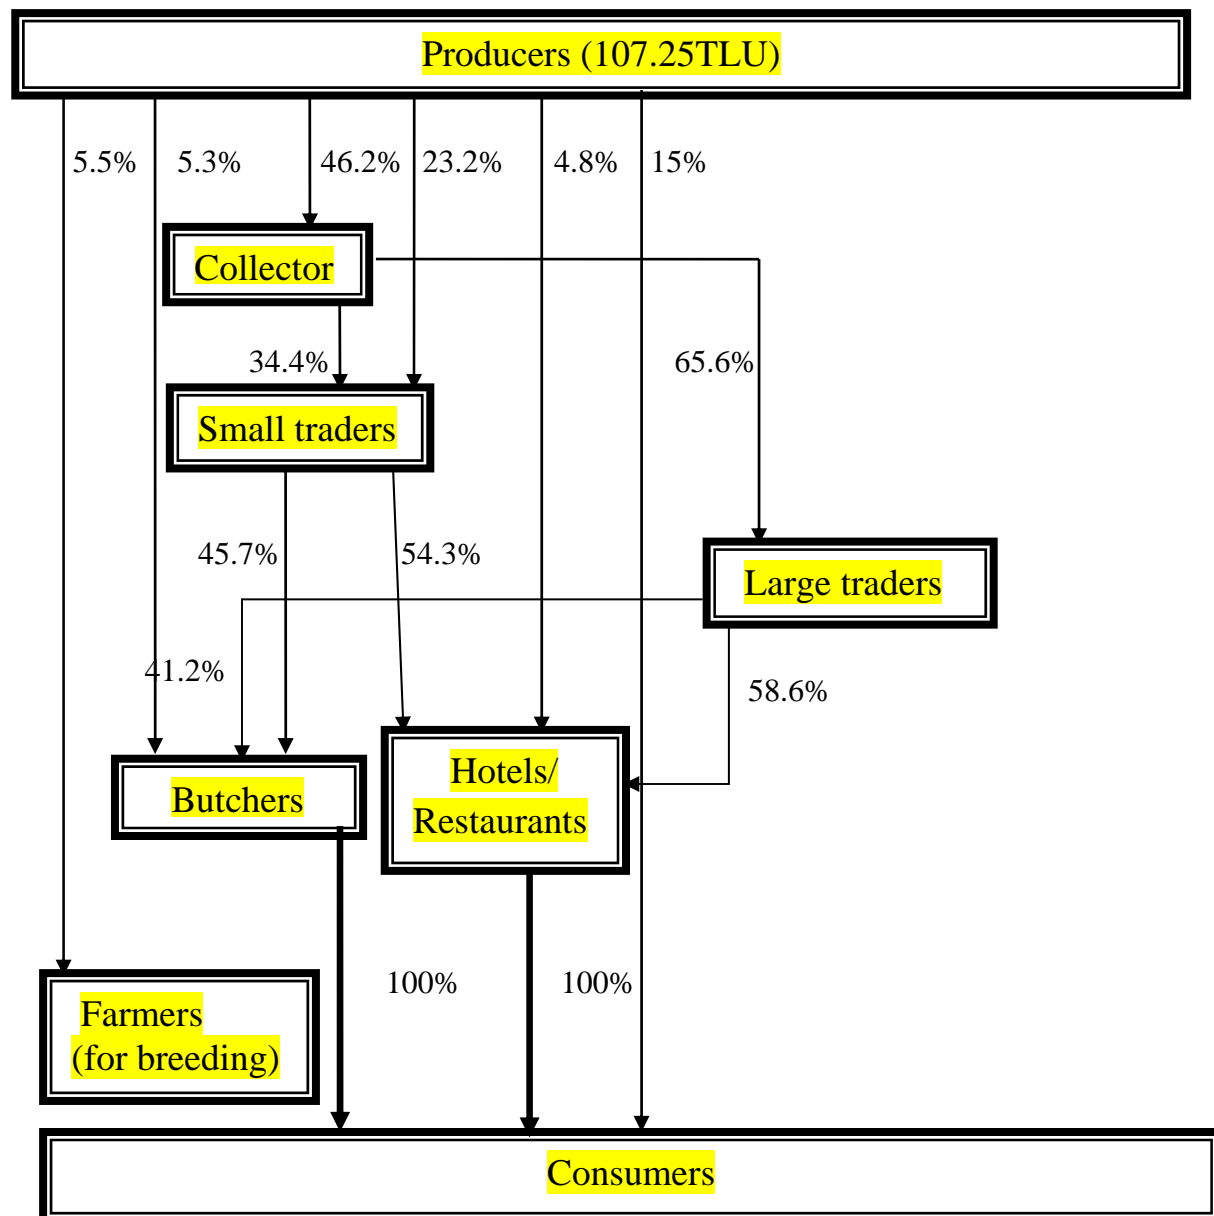 Producers (107.25TLU)
5.5% 5.3% 46.2% 23.2% 4.8% 15%
Collector
34.4% 65.6%
Small traders
45.7% 54.3%
Large traders
41.2%
58.6%
Hotels/
Butchers
Restaurants
100% 100%
Farmers
(for breeding)
Consumers